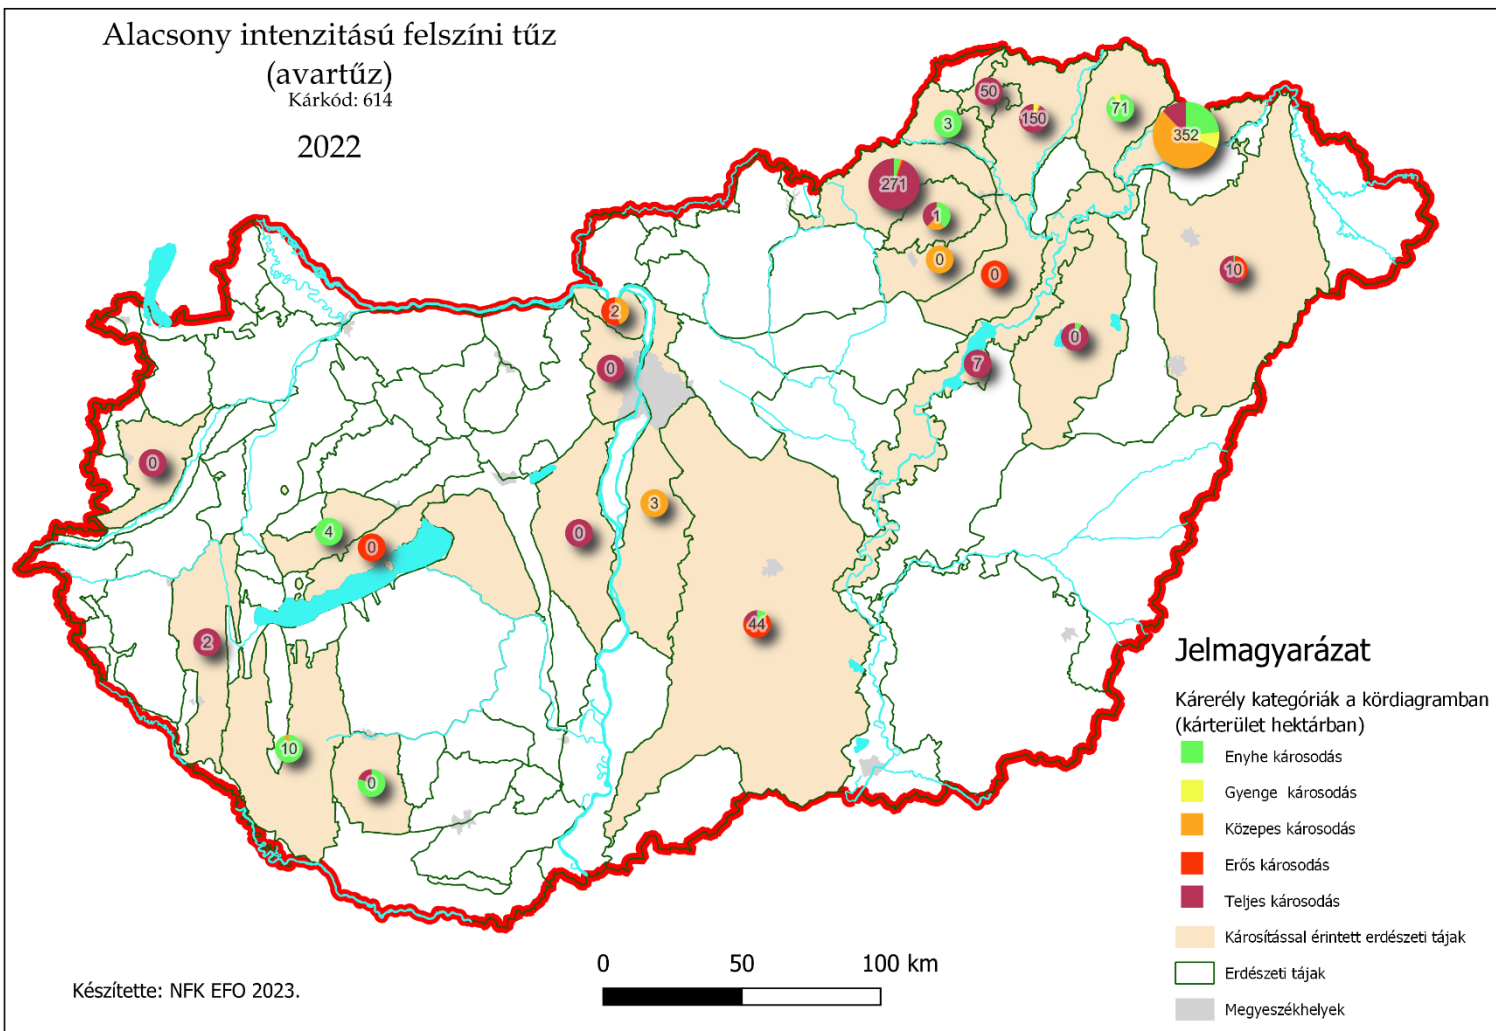 Alacsony intenzitású felszíni tűz
(avartűz)
Kárkód: 614
2022
50
150
71
352
3
271
1
0
0
10
2
0
7
0
0
4
0
0
3
2
44
10
0
Jelmagyarázat
Kárerély kategóriák a kördiagramban
(kárterület hektárban)
Enyhe károsodás
Gyenge károsodás
Közepes károsodás
Erős károsodás
Teljes károsodás
Károsítással érintett erdészeti tájak
Erdészeti tájak
Megyeszékhelyek
0 50 100 km
Készítette: NFK EFO 2023.